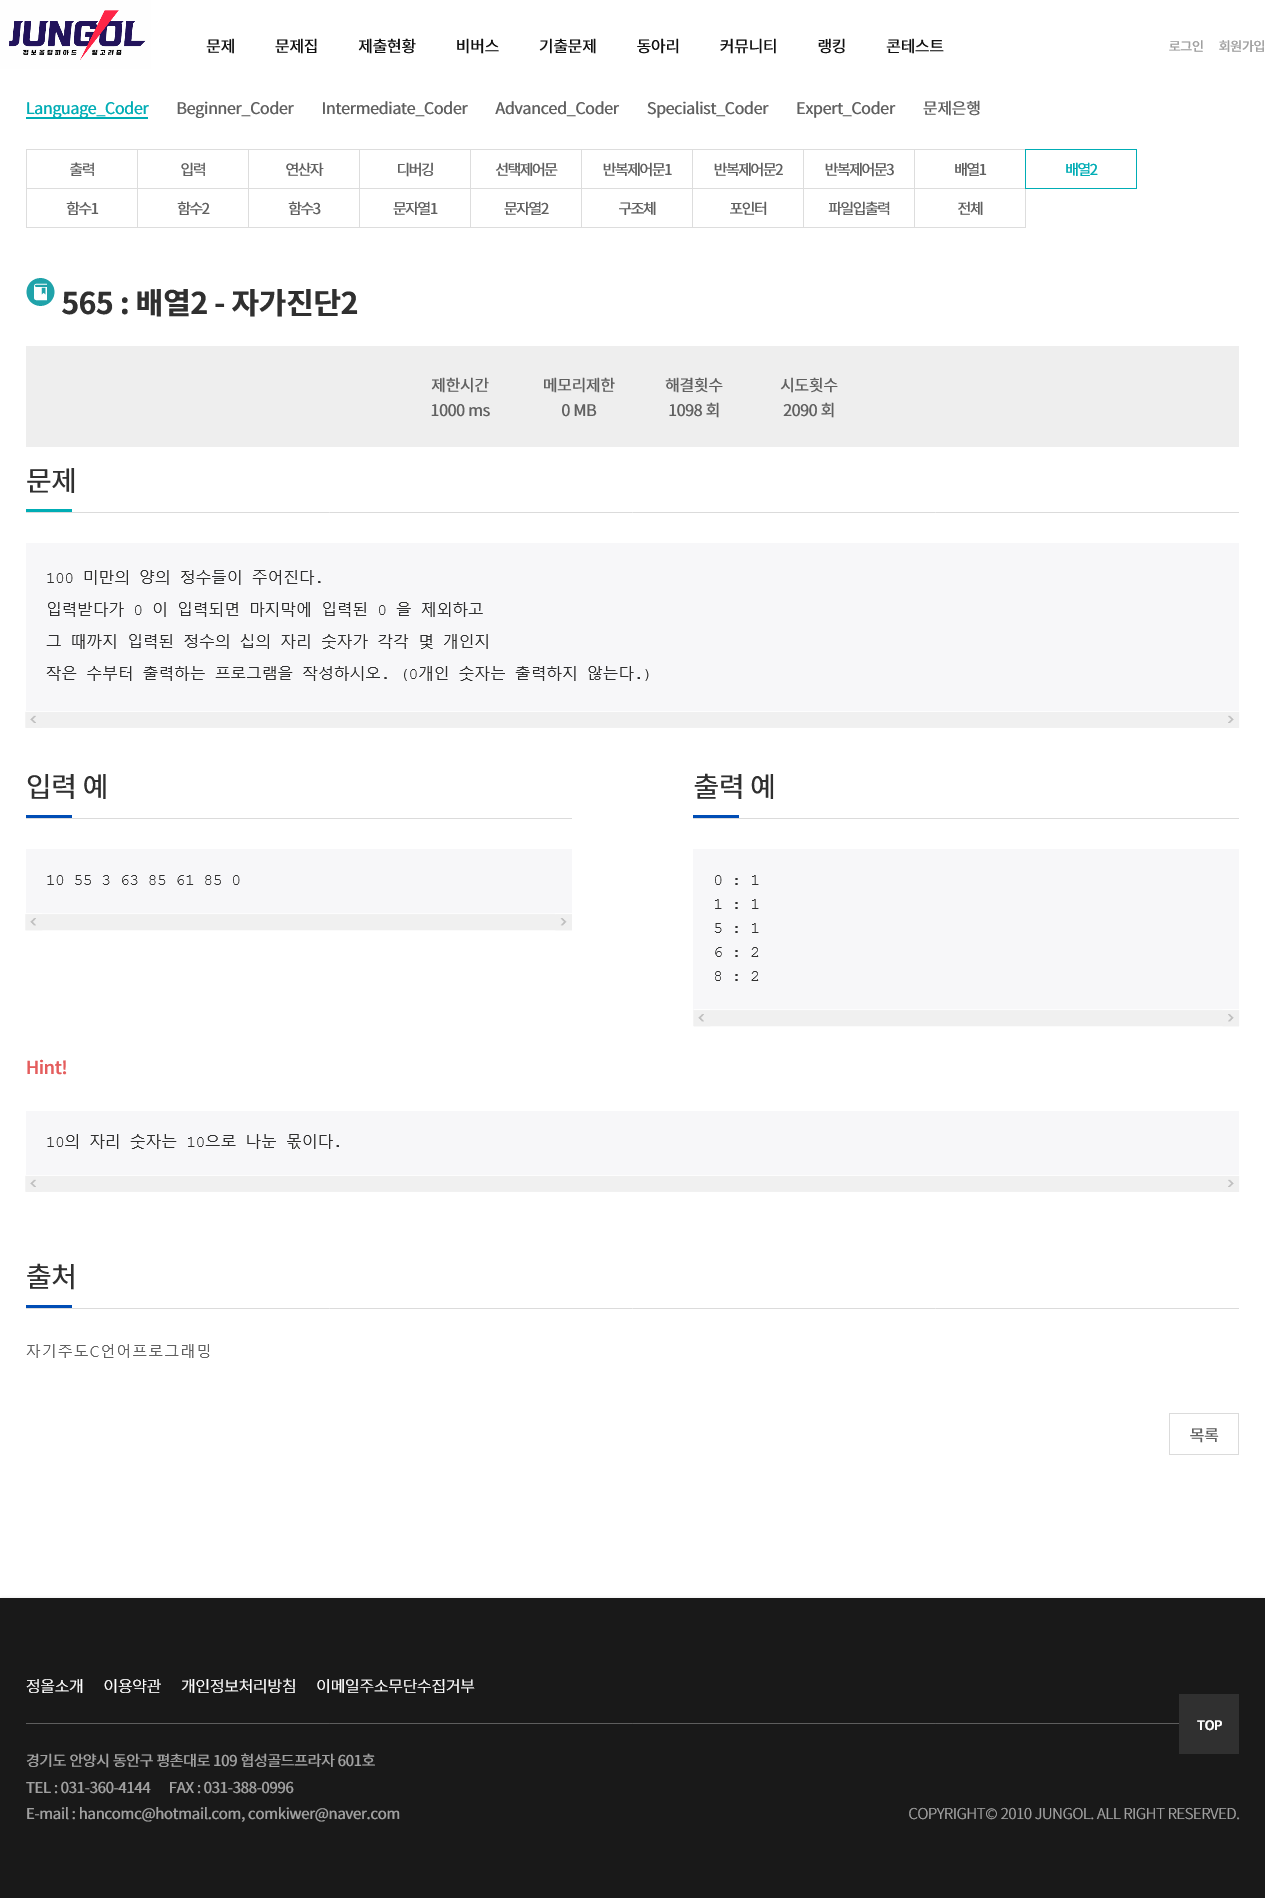 JUNGOL
정보올림피아드 알고리즘
문제 문제집 제출현황 비버스 기출문제 동아리 커뮤니티 랭킹 콘테스트 로그인 회원가입
Language_Coder Beginner_Coder Intermediate_Coder Advanced_Coder Specialist_Coder Expert_Coder 문제은행
출력 입력 연산자 디버깅 선택제어문 반복제어문1 반복제어문2 반복제어문3 배열1 배열2
함수1 함수2 함수3 문자열1 문자열2 구조체 포인터 파일입출력 전체
565 : 배열2 - 자가진단2
제한시간 메모리제한 해결횟수 시도횟수
1000 ms 0 MB 1098 회 2090 회
문제
100 미만의 양의 정수들이 주어진다.
입력받다가 0 이 입력되면 마지막에 입력된 0 을 제외하고
그 때까지 입력된 정수의 십의 자리 숫자가 각각 몇 개인지
작은 수부터 출력하는 프로그램을 작성하시오. (0개인 숫자는 출력하지 않는다.)
입력 예
10 55 3 63 85 61 85 0
출력 예
0 : 1
1 : 1
5 : 1
6 : 2
8 : 2
Hint!
10의 자리 숫자는 10으로 나눈 몫이다.
출처
자기주도C언어프로그래밍
목록
정올소개 이용약관 개인정보처리방침 이메일주소무단수집거부
TOP
경기도 안양시 동안구 평촌대로 109 협성골드프라자 601호
TEL : 031-360-4144 FAX : 031-388-0996
E-mail : hancomc@hotmail.com, comkiwer@naver.com
COPYRIGHT© 2010 JUNGOL. ALL RIGHT RESERVED.